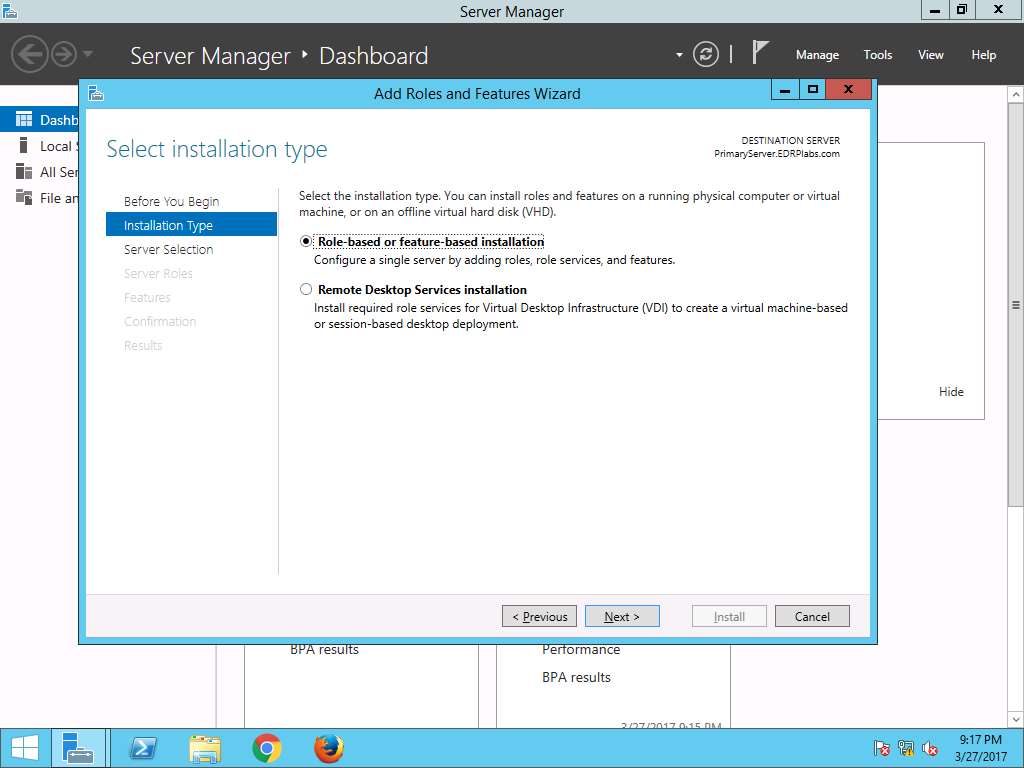 Server Manager
Server Manager
Dashboard
Manage
Tools
View
Help
Add Roles and Features Wizard
Dashb
Local
All Ser
File an
Select installation type
DESTINATION SERVER
PrimaryServer.EDRPlabs.com
Before You Begin
Installation Type
Server Selection
Server Roles
Features
Confirmation
Results
Select the installation type. You can install roles and features on a running physical computer or virtual
machine, or on an offline virtual hard disk (VHD).
Role-based or feature-based installation
Configure a single server by adding roles, role services, and features.
Remote Desktop Services installation
Install required role services for Virtual Desktop Infrastructure (VDI) to create a virtual machine-based
or session-based desktop deployment.
Hide
< Previous
Next >
Install
Cancel
BPA results
Performance
BPA results
3/27/2017 9:15 PM
9:17 PM
3/27/2017